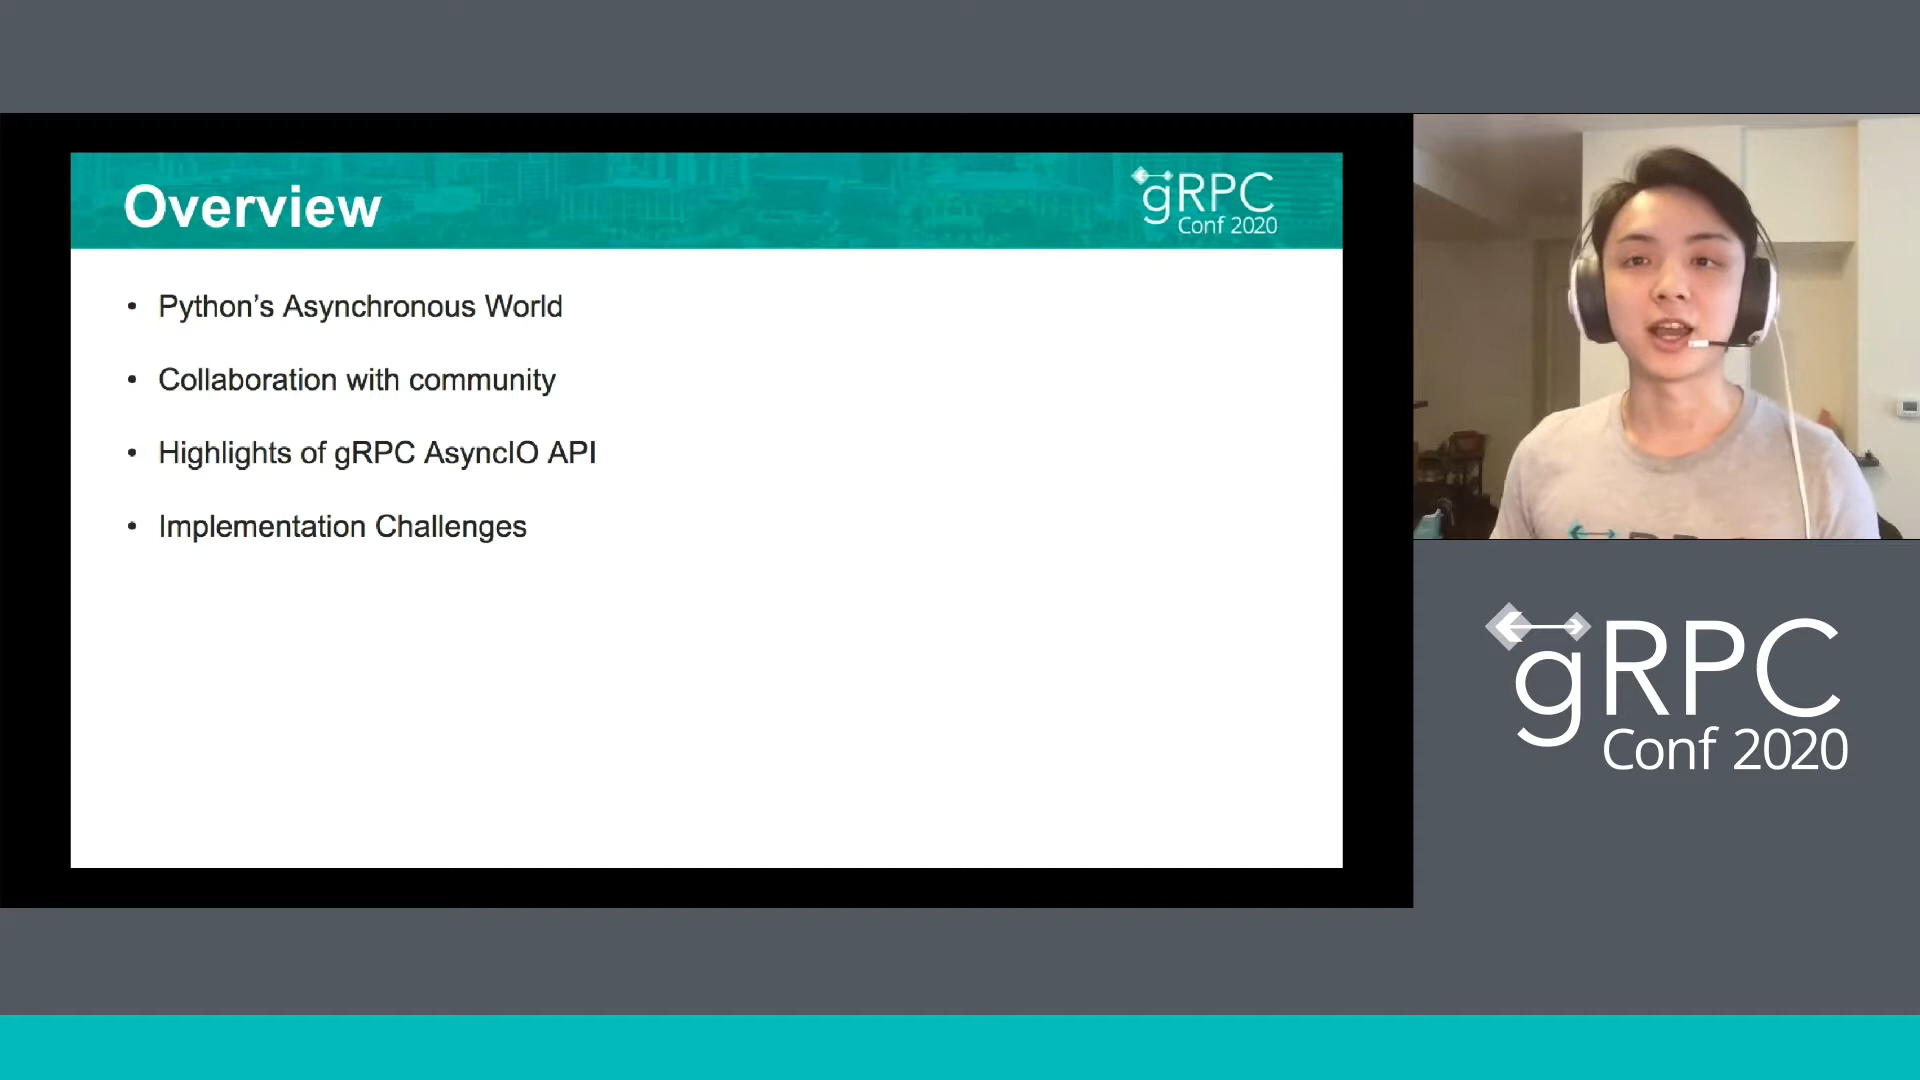 Overview
gRPC
Conf 2020
• Python’s Asynchronous World
• Collaboration with community
• Highlights of gRPC AsyncIO API
• Implementation Challenges
gRPC
Conf 2020